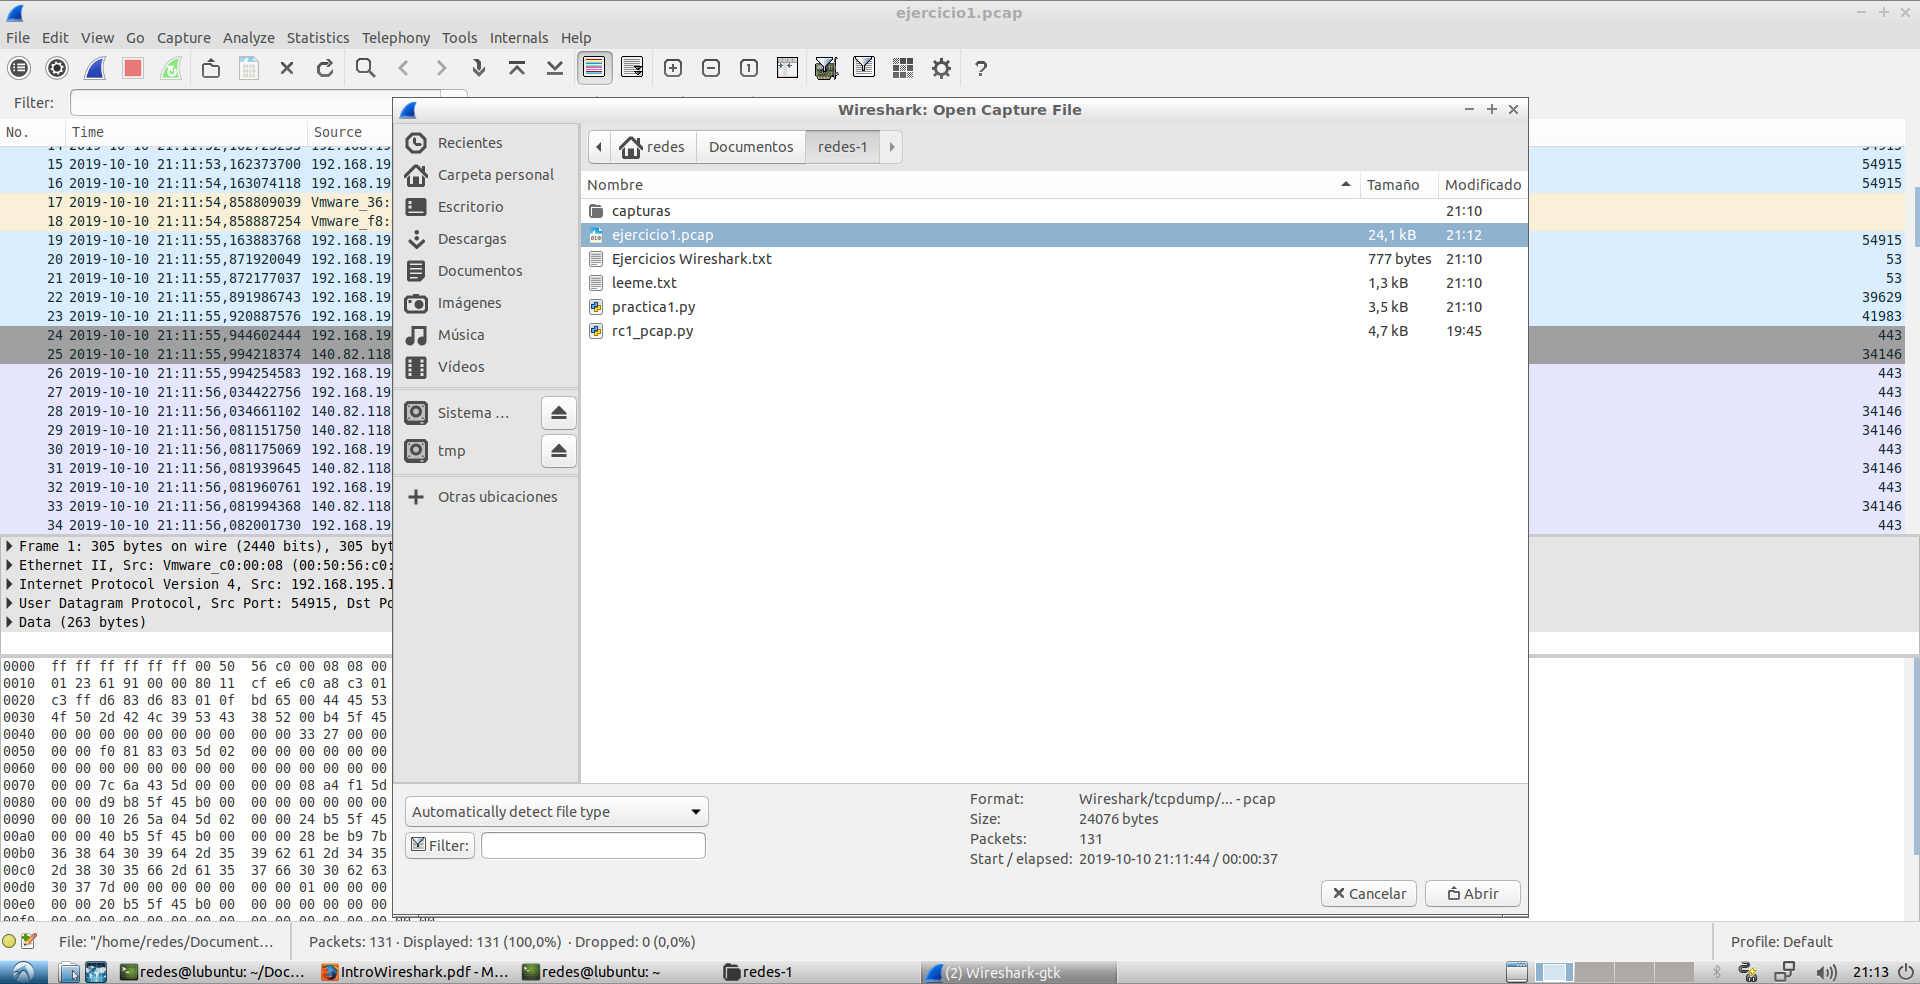 ejercicio1.pcap
File Edit View Go Capture Analyze Statistics Telephony Tools Internals Help
Filter:
No. Time Source
15 2019-10-10 21:11:53,162373700 192.168.19 54915
16 2019-10-10 21:11:54,163074118 192.168.19 54915
17 2019-10-10 21:11:54,858809039 Vmware_36:
18 2019-10-10 21:11:54,858887254 Vmware_f8:
19 2019-10-10 21:11:55,163883768 192.168.19 54915
20 2019-10-10 21:11:55,871920049 192.168.19 53
21 2019-10-10 21:11:55,872177037 192.168.19 53
22 2019-10-10 21:11:55,891986743 192.168.19 39629
23 2019-10-10 21:11:55,920887576 192.168.19 41983
24 2019-10-10 21:11:55,944602444 192.168.19 443
25 2019-10-10 21:11:55,994218374 140.82.118 34146
26 2019-10-10 21:11:55,994254583 192.168.19 443
27 2019-10-10 21:11:56,034422756 192.168.19 443
28 2019-10-10 21:11:56,034661102 140.82.118 34146
29 2019-10-10 21:11:56,081151750 140.82.118 34146
30 2019-10-10 21:11:56,081175069 192.168.19 443
31 2019-10-10 21:11:56,081939645 140.82.118 34146
32 2019-10-10 21:11:56,081960761 192.168.19 443
33 2019-10-10 21:11:56,081994368 140.82.118 34146
34 2019-10-10 21:11:56,082001730 192.168.19 443
Frame 1: 305 bytes on wire (2440 bits), 305 byt
Ethernet II, Src: Vmware_c0:00:08 (00:50:56:c0:
Internet Protocol Version 4, Src: 192.168.195.1
User Datagram Protocol, Src Port: 54915, Dst Po
Data (263 bytes)
0000 ff ff ff ff ff ff 00 50 56 c0 00 08 08 00
0010 01 23 61 91 00 00 80 11 cf e6 c0 a8 c3 01
0020 c3 ff d6 83 d6 83 01 0f bd 65 00 44 45 53
0030 4f 50 2d 42 4c 39 53 43 38 52 00 b4 5f 45
0040 00 00 00 00 00 00 00 00 00 00 33 27 00 00
0050 00 00 f0 81 83 03 5d 02 00 00 00 00 00 00
0060 00 00 00 00 00 00 00 00 00 00 00 00 00 00
0070 00 00 7c 6a 43 5d 00 00 00 00 08 a4 f1 5d
0080 00 00 d9 b8 5f 45 b0 00 00 00 00 00 00 00
0090 00 00 10 26 5a 04 5d 02 00 00 24 b5 5f 45
00a0 00 00 40 b5 5f 45 b0 00 00 00 28 be b9 7b
00b0 36 38 64 30 39 64 2d 35 39 62 61 2d 34 35
00c0 2d 38 30 35 66 2d 61 35 37 66 30 30 62 63
00d0 30 37 7d 00 00 00 00 00 00 00 01 00 00 00
00e0 00 00 20 b5 5f 45 b0 00 00 00 00 00 00 00
Wireshark: Open Capture File
Recientes
Carpeta personal
Escritorio
Descargas
Documentos
Imágenes
Música
Vídeos
Sistema ...
tmp
Otras ubicaciones
redes Documentos redes-1
Nombre Tamaño Modificado
capturas 21:10
ejercicio1.pcap 24,1 kB 21:12
Ejercicios Wireshark.txt 777 bytes 21:10
leeme.txt 1,3 kB 21:10
practica1.py 3,5 kB 21:10
rc1_pcap.py 4,7 kB 19:45
Automatically detect file type
Filter:
Format: Wireshark/tcpdump/... - pcap
Size: 24076 bytes
Packets: 131
Start / elapsed: 2019-10-10 21:11:44 / 00:00:37
Cancelar Abrir
File: "/home/redes/Document... Packets: 131 · Displayed: 131 (100,0%) · Dropped: 0 (0,0%) Profile: Default
redes@lubuntu: ~/Doc... IntroWireshark.pdf - M... redes@lubuntu: ~ redes-1 (2) Wireshark-gtk 21:13